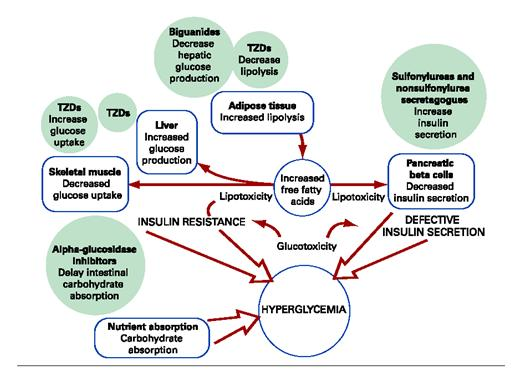 Biguanides
Decrease
hepatic
glucose
production
TZDs
Decrease
lipolysis
Sulfonylureas and
nonsulfonylurea
secretagogues
Increase
insulin
secretion
TZDs
Increase
glucose
uptake
TZDs
Adipose tissue
Increased lipolysis
Liver
Increased
glucose
production
Skeletal muscle
Decreased
glucose uptake
Increased
free fatty
acids
Pancreatic
beta cells
Decreased
insulin secretion
Lipotoxicity
Lipotoxicity
INSULIN RESISTANCE
DEFECTIVE
INSULIN SECRETION
Glucotoxicity
Alpha-glucosidase
inhibitors
Delay intestinal
carbohydrate
absorption
HYPERGLYCEMIA
Nutrient absorption
Carbohydrate
absorption